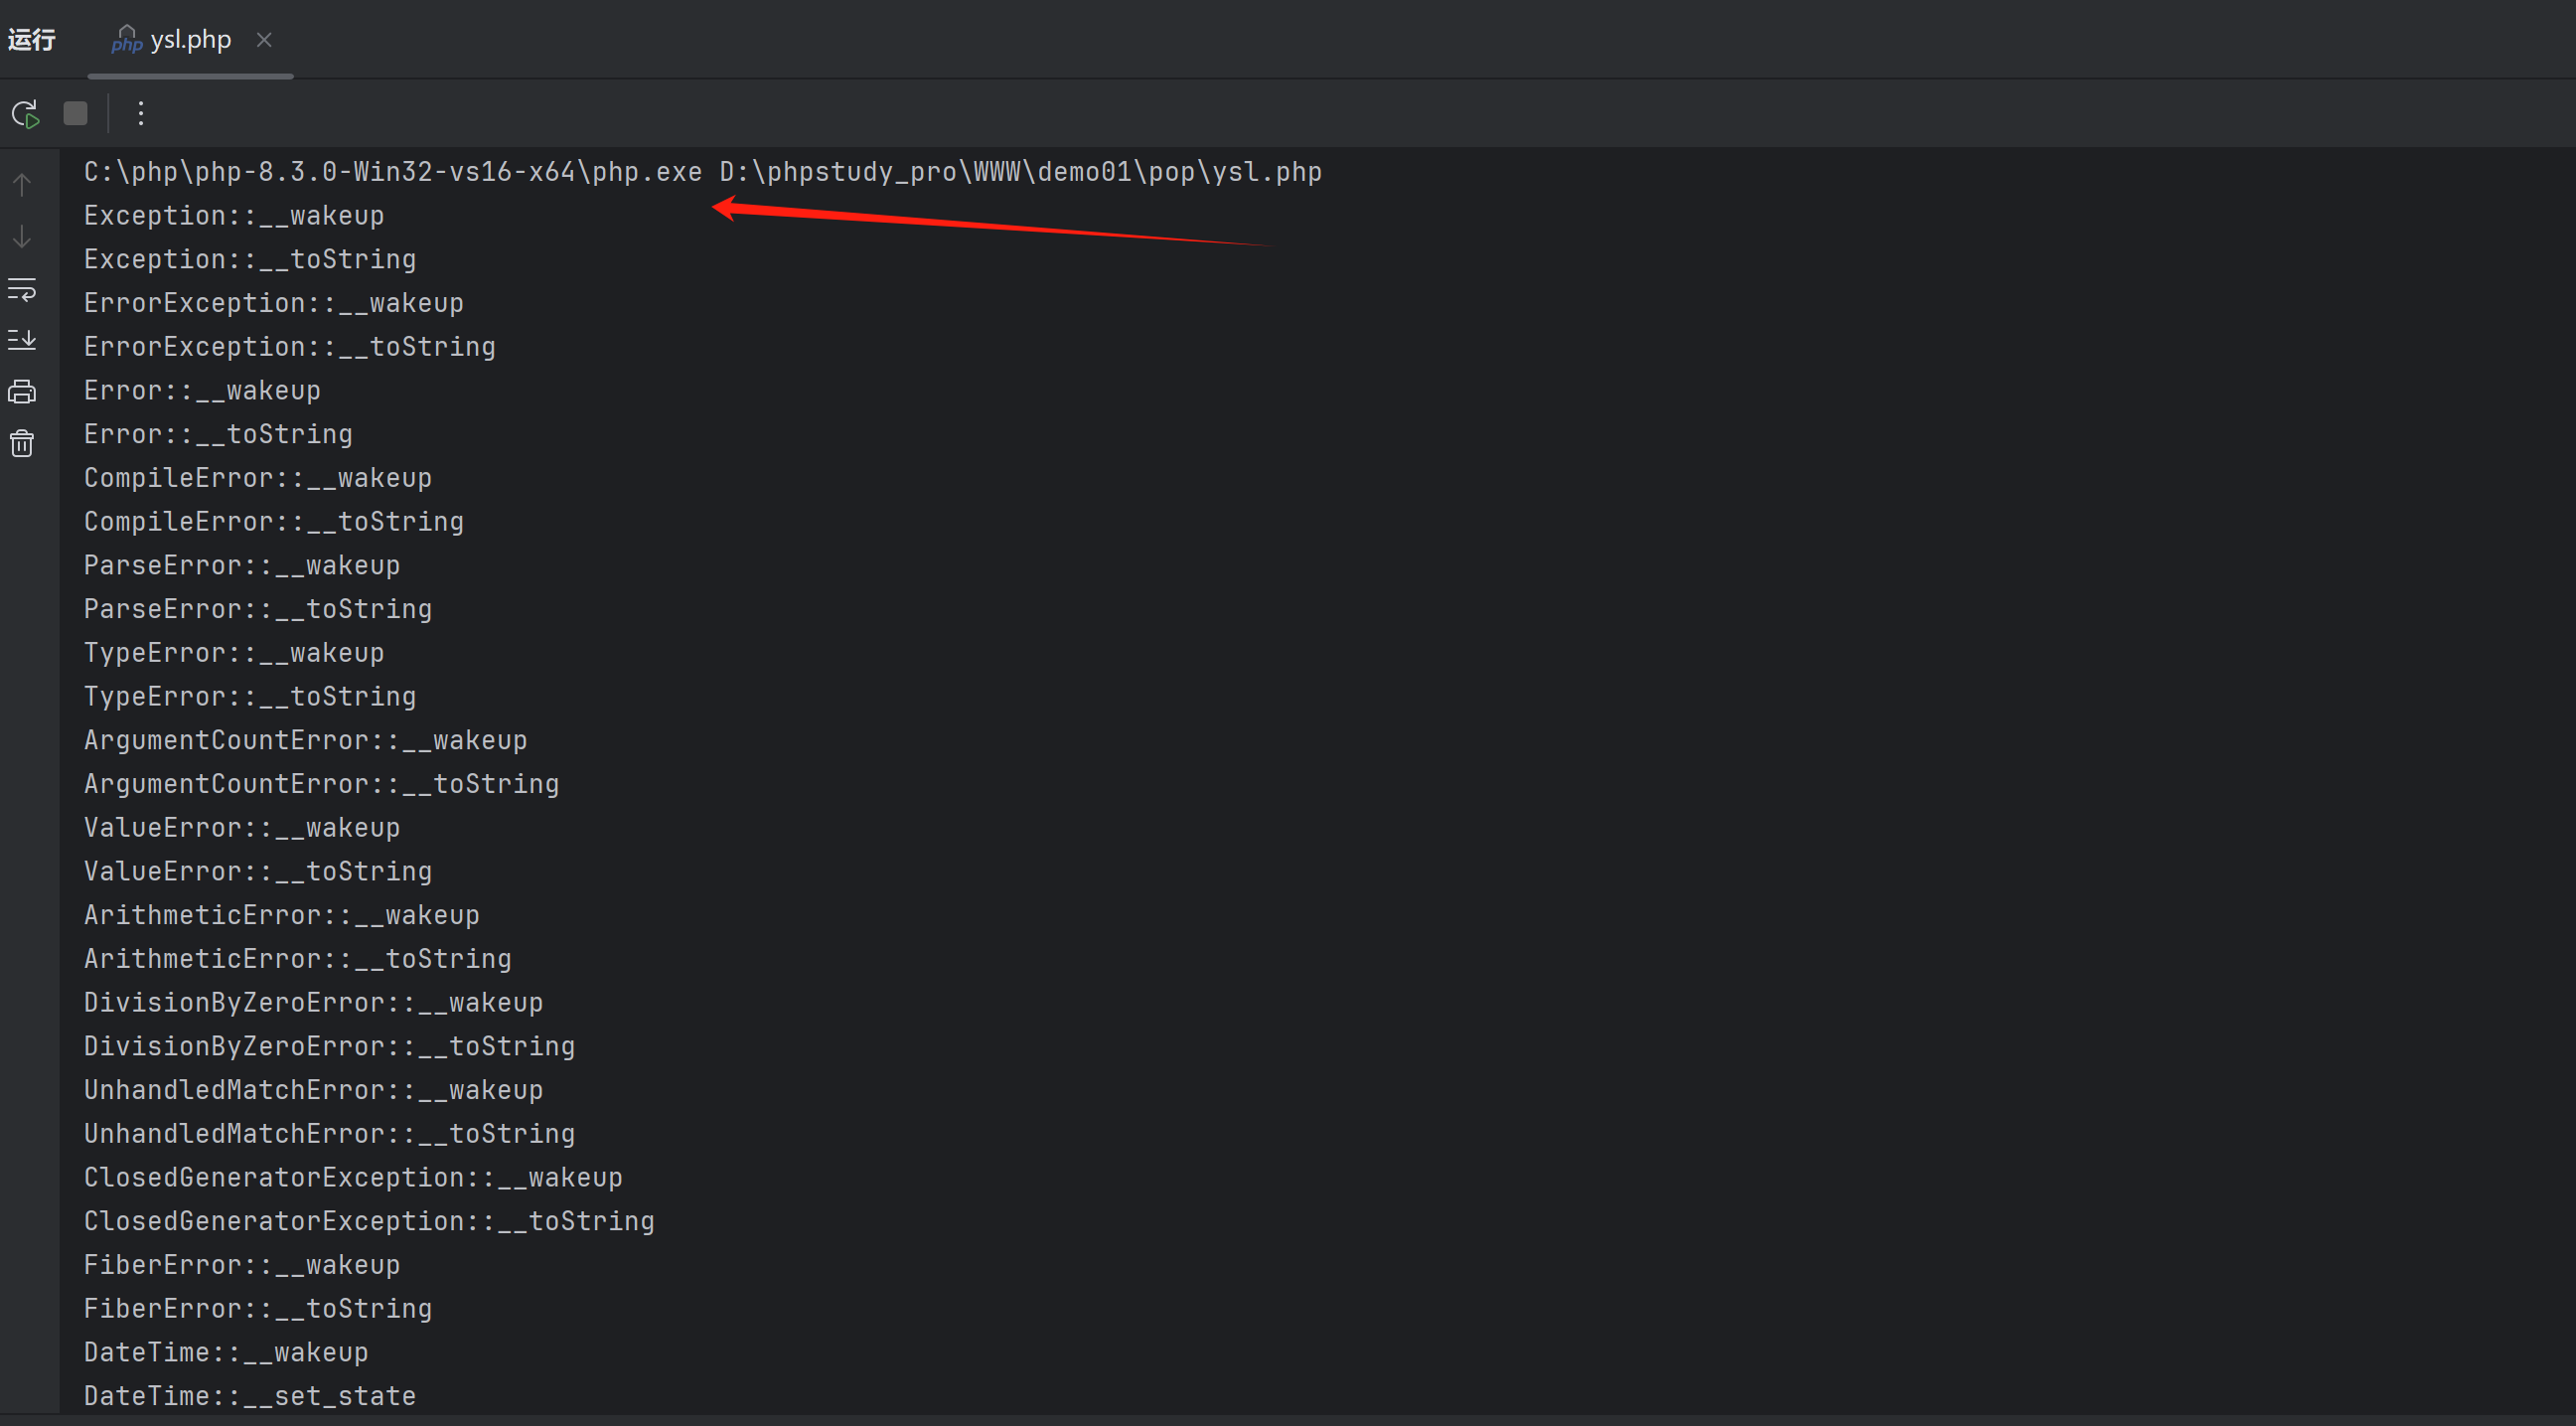 运行 php ysl.php
C:\php\php-8.3.0-Win32-vs16-x64\php.exe D:\phpstudy_pro\WWW\demo01\pop\ysl.php
Exception::__wakeup
Exception::__toString
ErrorException::__wakeup
ErrorException::__toString
Error::__wakeup
Error::__toString
CompileError::__wakeup
CompileError::__toString
ParseError::__wakeup
ParseError::__toString
TypeError::__wakeup
TypeError::__toString
ArgumentCountError::__wakeup
ArgumentCountError::__toString
ValueError::__wakeup
ValueError::__toString
ArithmeticError::__wakeup
ArithmeticError::__toString
DivisionByZeroError::__wakeup
DivisionByZeroError::__toString
UnhandledMatchError::__wakeup
UnhandledMatchError::__toString
ClosedGeneratorException::__wakeup
ClosedGeneratorException::__toString
FiberError::__wakeup
FiberError::__toString
DateTime::__wakeup
DateTime::__set_state